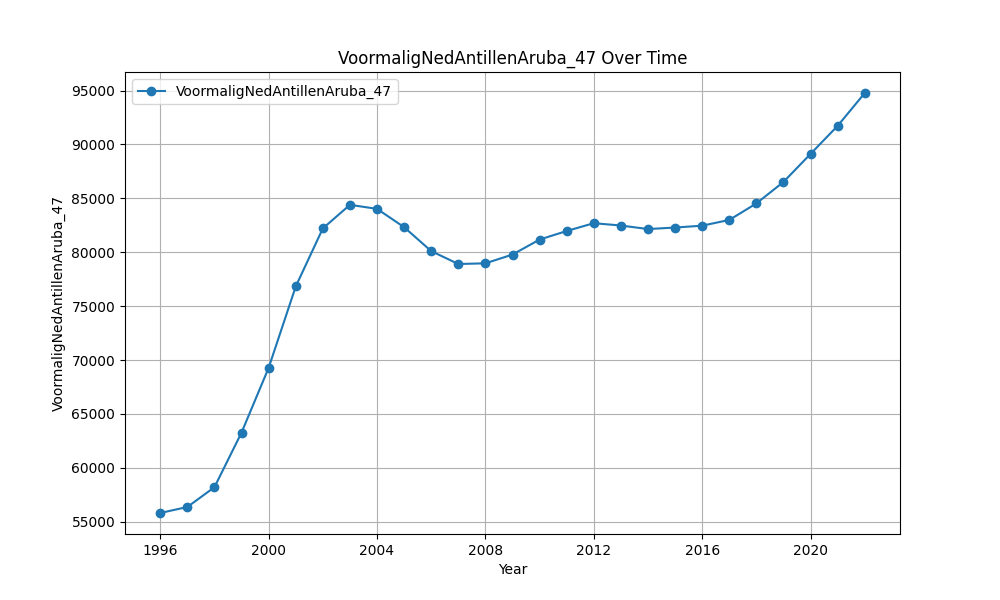 VoormaligNedAntillenAruba_47 Over Time
VoormaligNedAntillenAruba_47
VoormaligNedAntillenAruba_47
95000
90000
85000
80000
75000
70000
65000
60000
55000
1996 2000 2004 2008 2012 2016 2020
Year